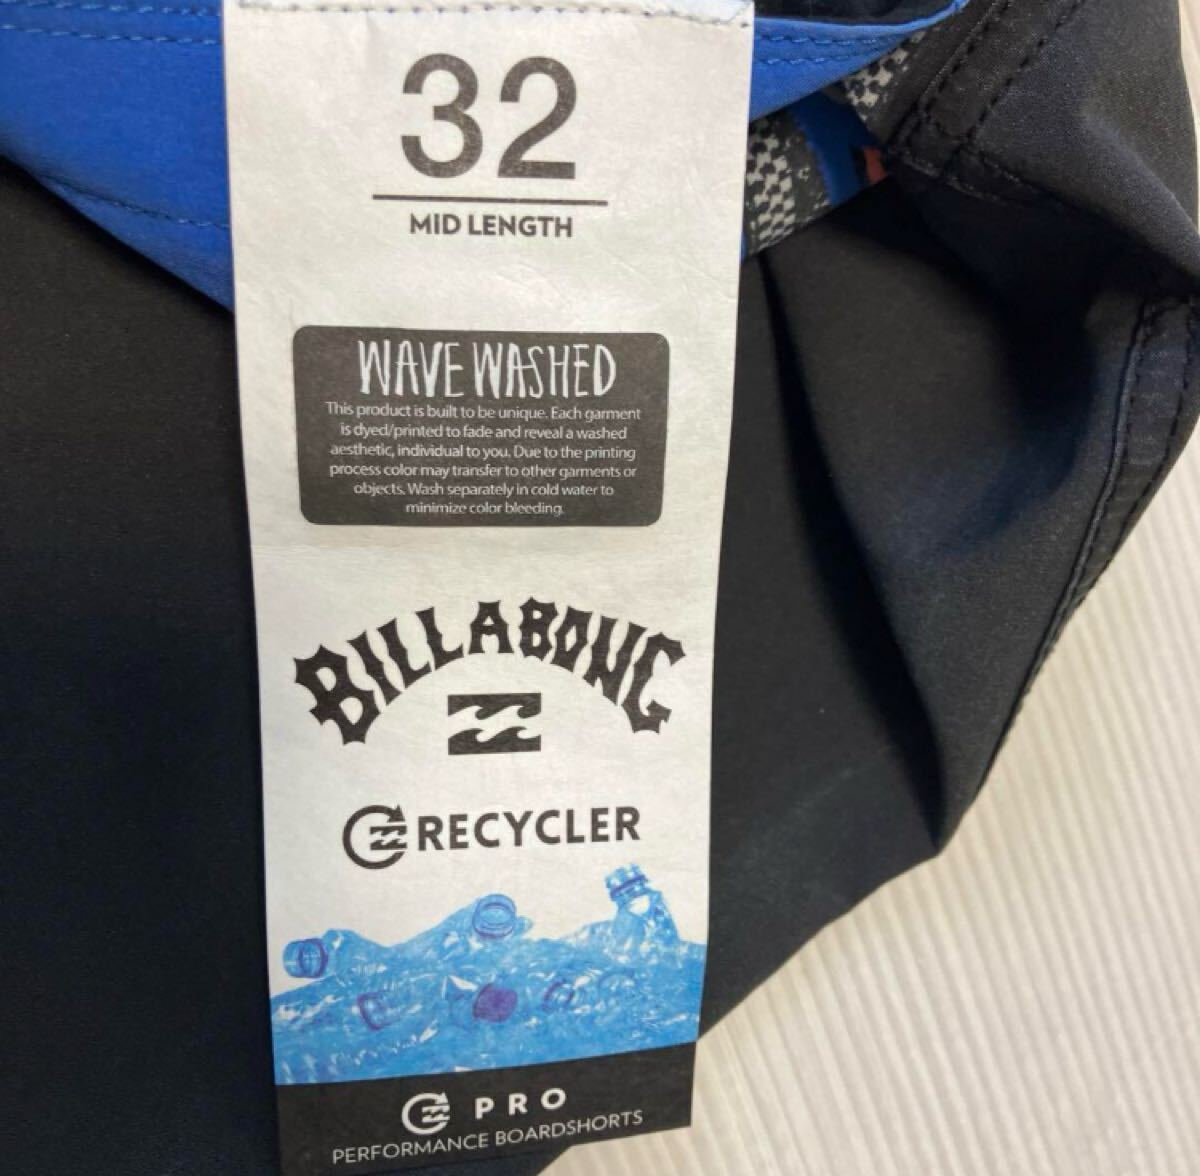 32
MID LENGTH
WAVE WASHED
This product is built to be unique. Each garment
is dyed/printed to fade and reveal a washed
aesthetic, individual to you. Due to the printing
process color may transfer to other garments or
objects. Wash separately in cold water to
minimize color bleeding.
BILLABONG
RECYCLER
PRO
PERFORMANCE BOARDSHORTS